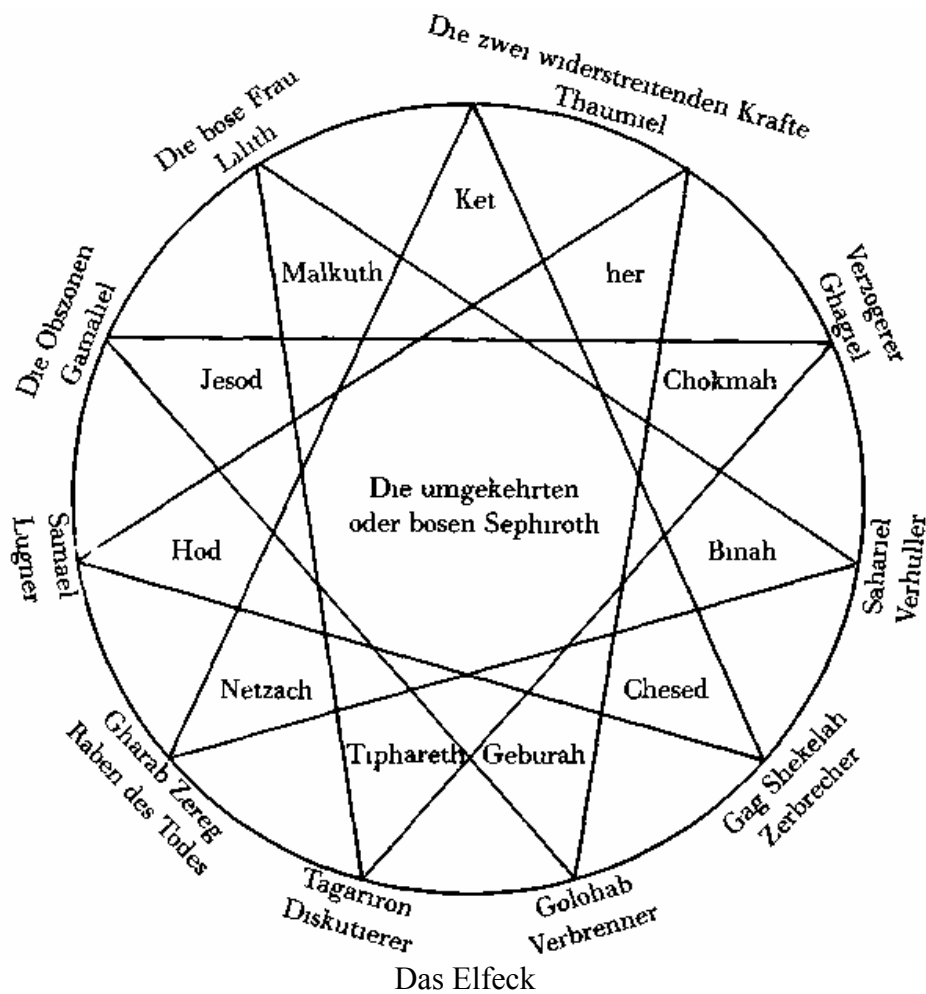 Die zwei widerstreitenden Krafte
Thaumiel
Die bose Frau
Lilith
Ket
her
Malkuth
Verzogerer
Ghagiel
Die Obszonen
Gamaliel
Jesod
Chokmah
Die umgekehrten
oder bosen Sephiroth
Samael
Lugner
Hod
Binah
Sahariel
Verhuller
Netzach
Chesed
Gharab Zereg
Raben des Todes
Tiphareth
Geburah
Gag Shekelah
Zerbrecher
Tagariron
Diskutierer
Golohab
Verbrenner
Das Elfeck